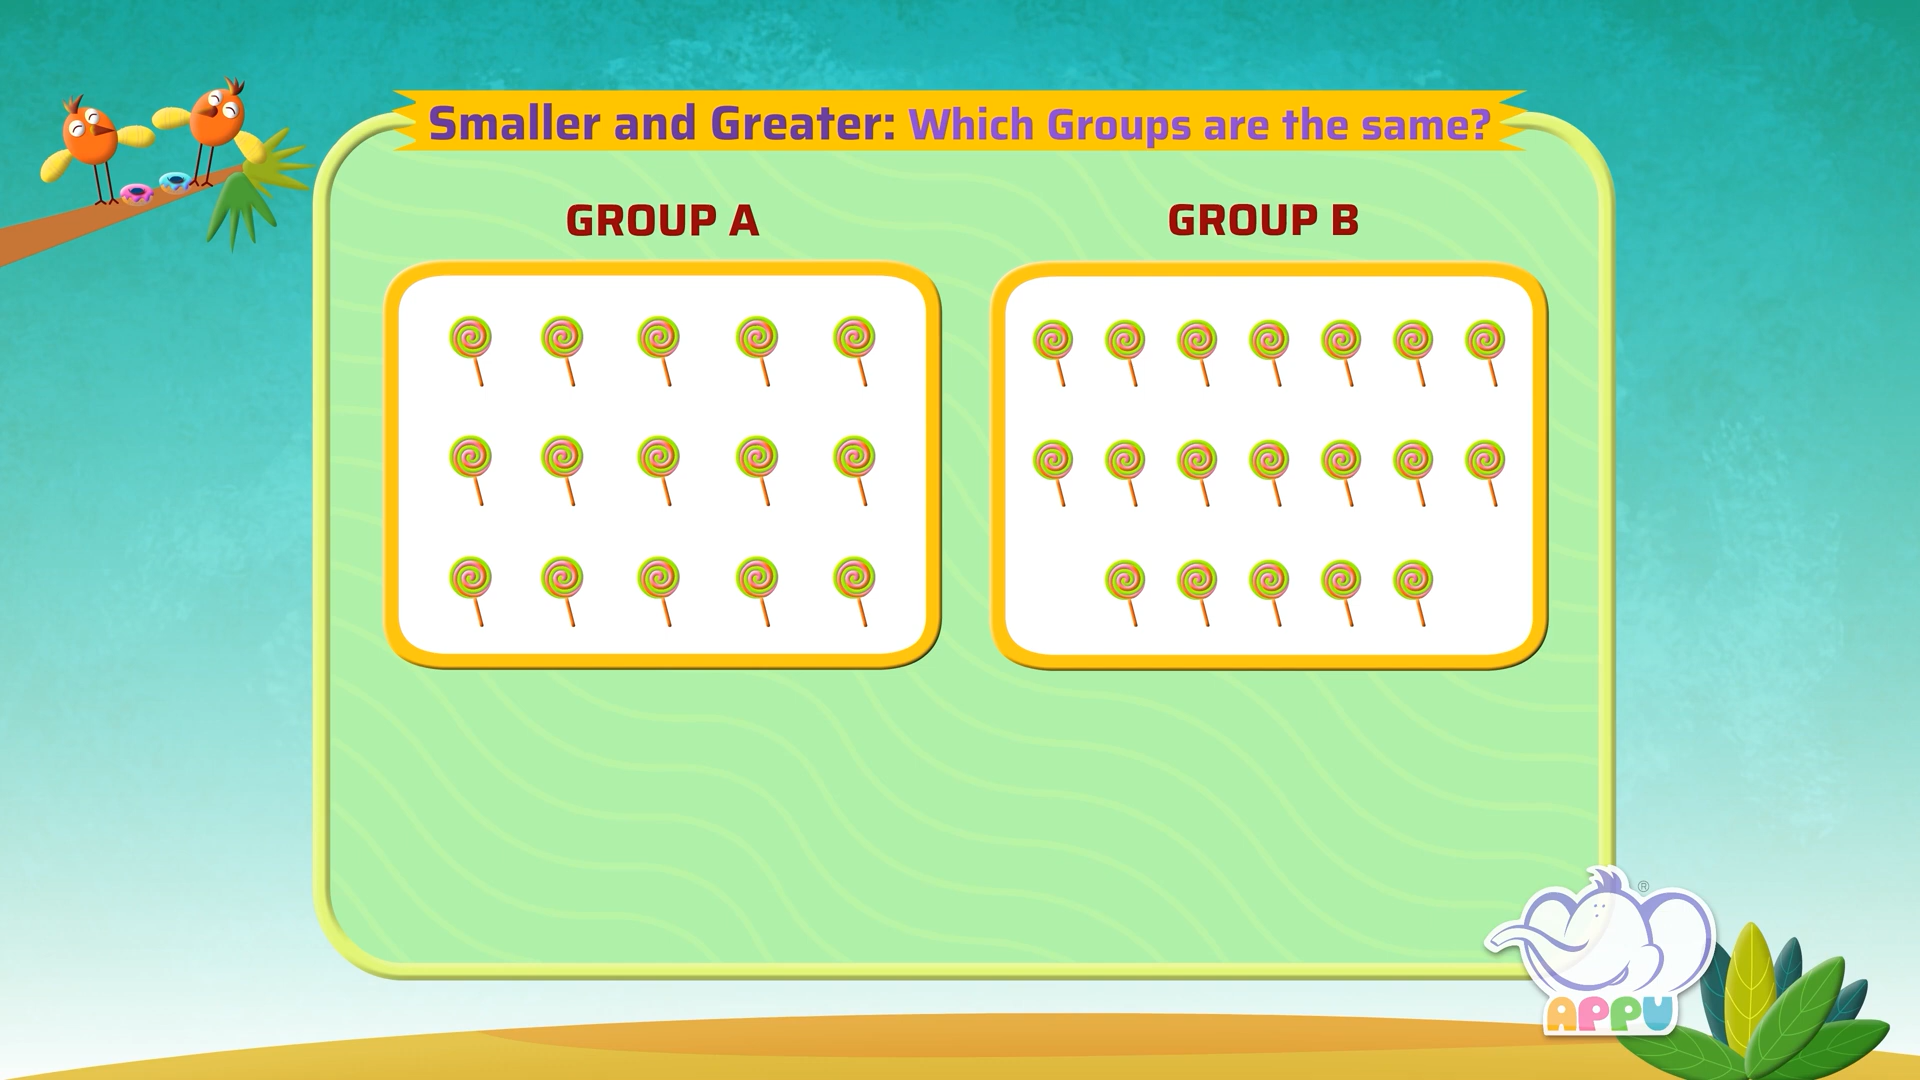 Smaller and Greater: Which Groups are the same?
GROUP A
GROUP B
®
APPU